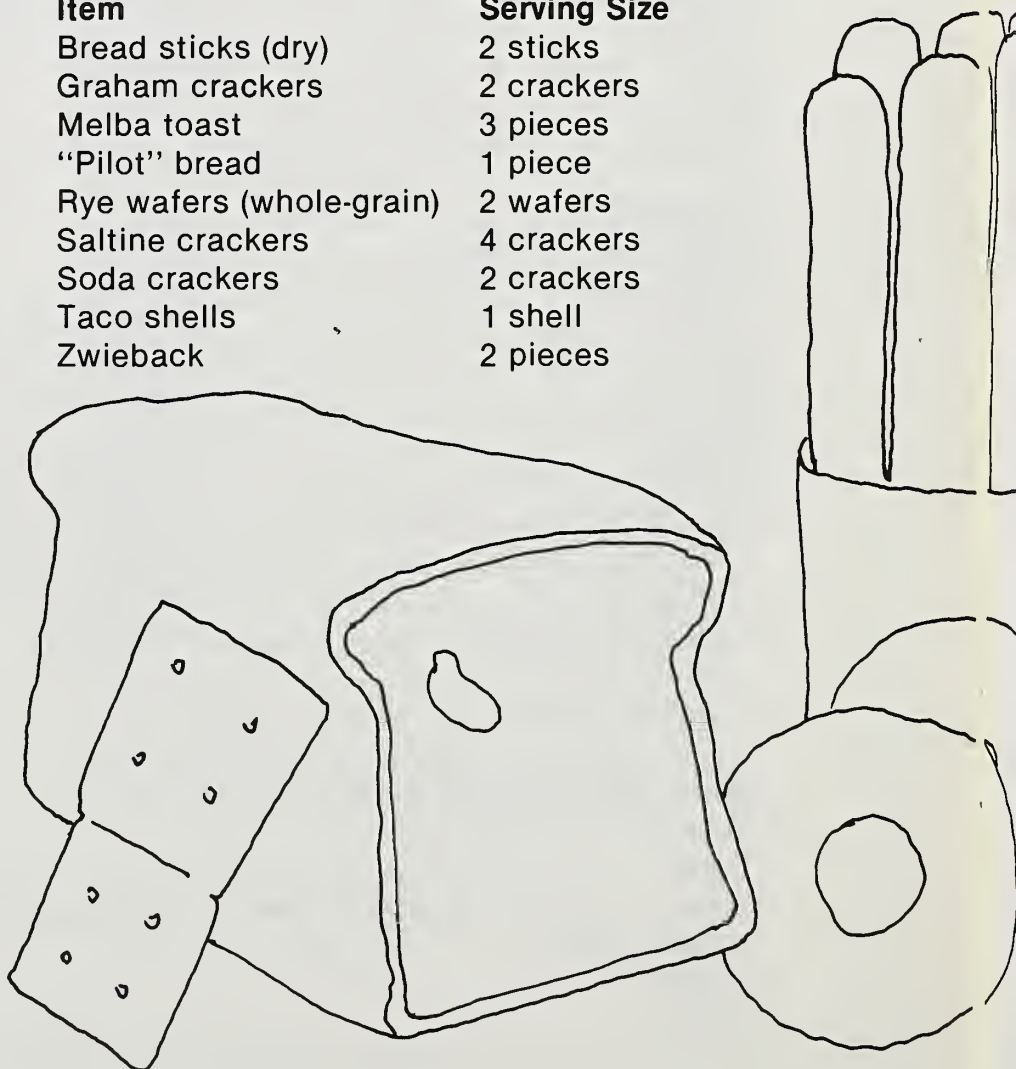 Item Serving Size
Bread sticks (dry) 2 sticks
Graham crackers 2 crackers
Melba toast 3 pieces
“Pilot” bread 1 piece
Rye wafers (whole-grain) 2 wafers
Saltine crackers 4 crackers
Soda crackers 2 crackers
Taco shells 1 shell
Zwieback 2 pieces